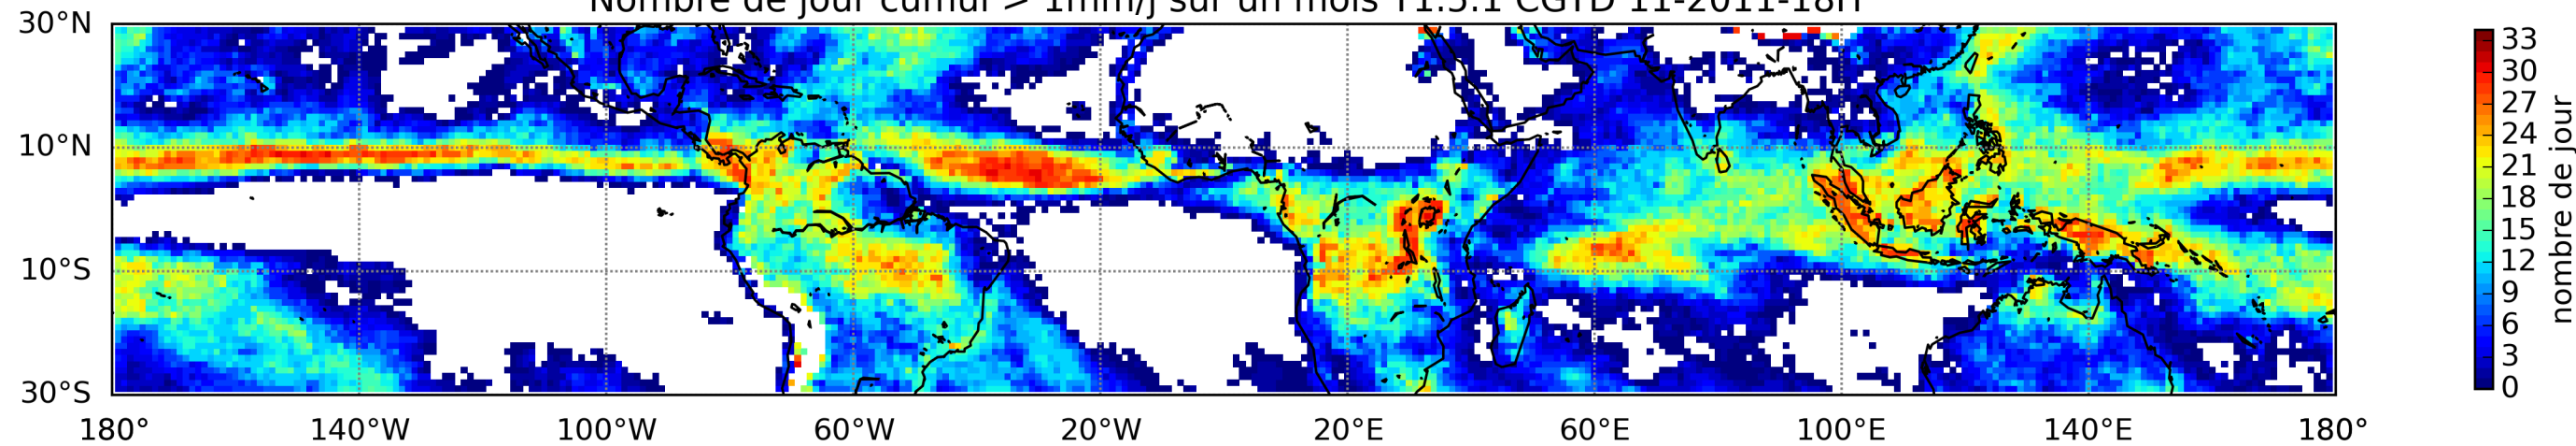 Nombre de jour cumul > 1mm/j sur un mois T1.5.1 CGTD 11-2011-18H
30°N
10°N
10°S
30°S
180° 140°W 100°W 60°W 20°W 20°E 60°E 100°E 140°E 180°
33
30
27
24
21
18
15
12
9
6
3
0
nombre de jour